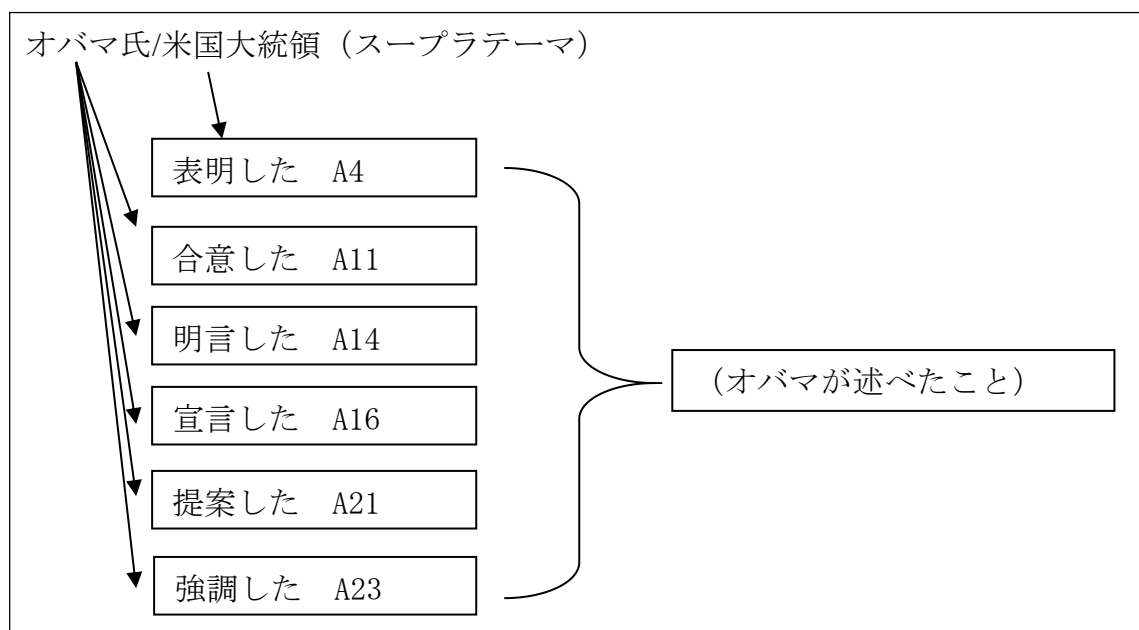 オバマ氏/米国大統領（スープラテーマ）
表明した　A4
合意した　A11
明言した　A14
（オバマが述べたこと）
宣言した　A16
提案した　A21
強調した　A23